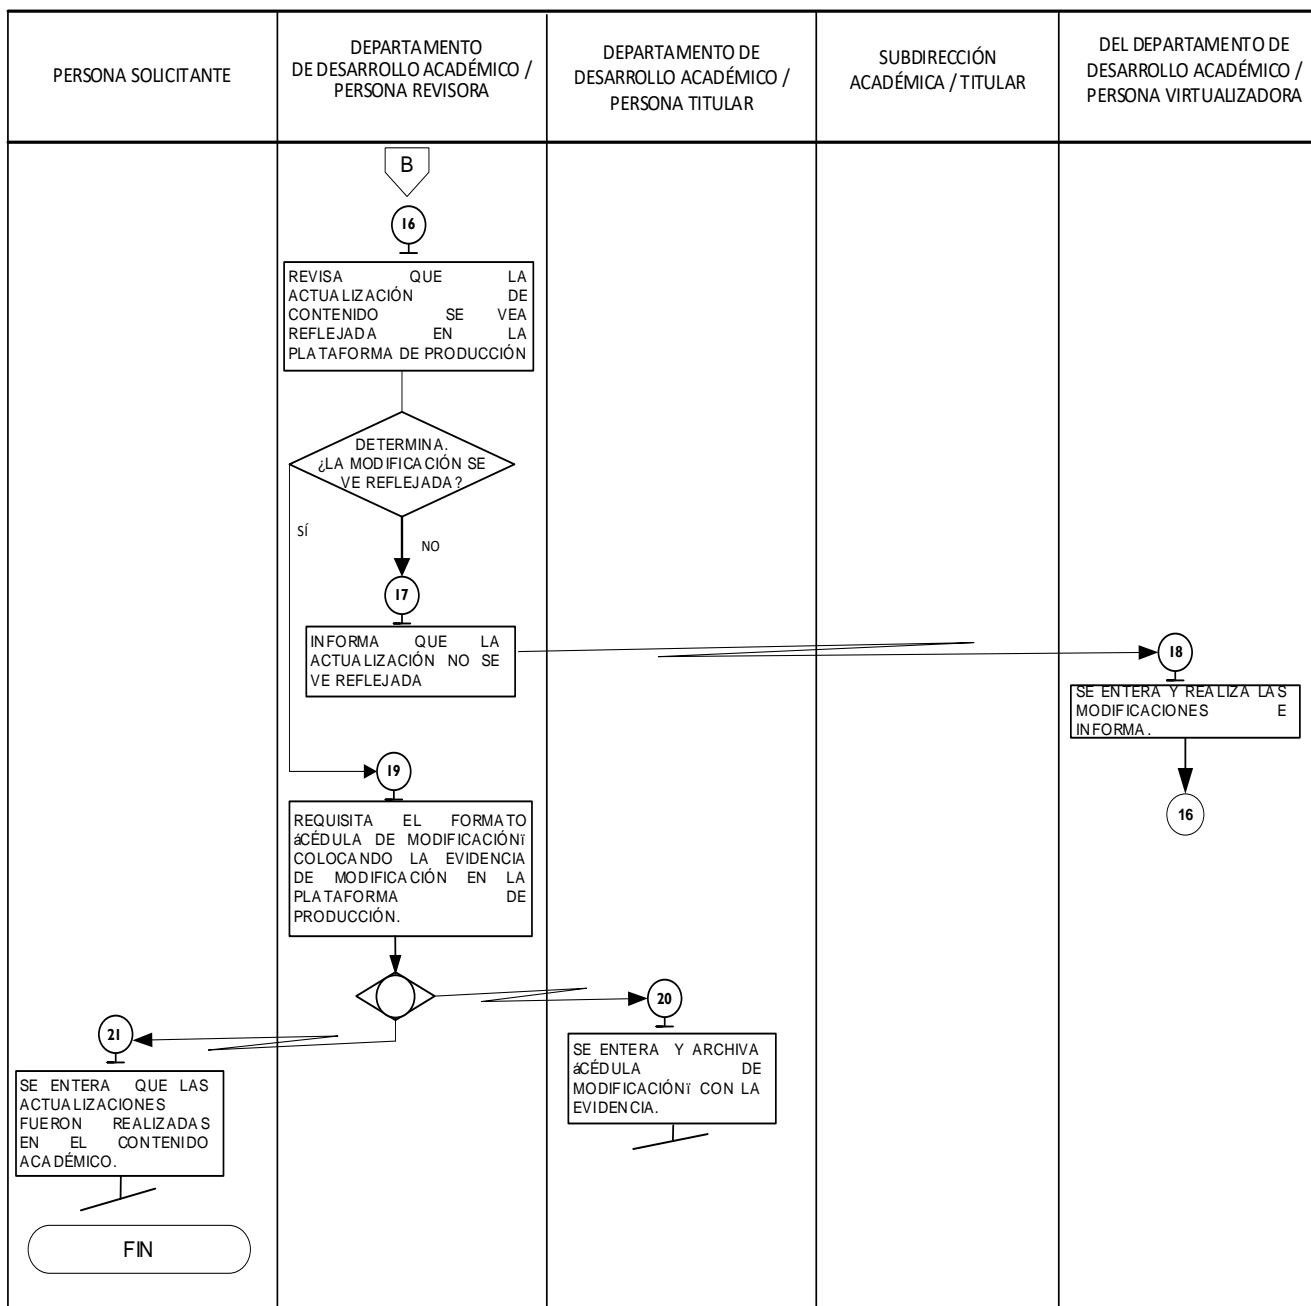 PERSONA SOLICITANTE
DEPARTAMENTO
DE DESARROLLO ACADÉMICO /
PERSONA REVISORA
DEPARTAMENTO DE
DESARROLLO ACADÉMICO /
PERSONA TITULAR
SUBDIRECCIÓN
ACADÉMICA / TITULAR
DEL DEPARTAMENTO DE
DESARROLLO ACADÉMICO /
PERSONA VIRTUALIZADORA
B
16
REVISA QUE LA
ACTUALIZACIÓN DE
CONTENIDO SE VEA
REFLEJADA EN LA
PLATAFORMA DE PRODUCCIÓN
DETERMINA.
¿LA MODIFICACIÓN SE
VE REFLEJADA?
SÍ
NO
17
INFORMA QUE LA
ACTUALIZACIÓN NO SE
VE REFLEJADA
18
SE ENTERA Y REALIZA LAS
MODIFICACIONES E
INFORMA.
16
19
REQUISITA EL FORMATO
áCÉDULA DE MODIFICACIÓNï
COLOCANDO LA EVIDENCIA
DE MODIFICACIÓN EN LA
PLATAFORMA DE
PRODUCCIÓN.
20
SE ENTERA Y ARCHIVA
áCÉDULA DE
MODIFICACIÓNï CON LA
EVIDENCIA.
21
SE ENTERA QUE LAS
ACTUALIZACIONES
FUERON REALIZADAS
EN EL CONTENIDO
ACADÉMICO.
FIN